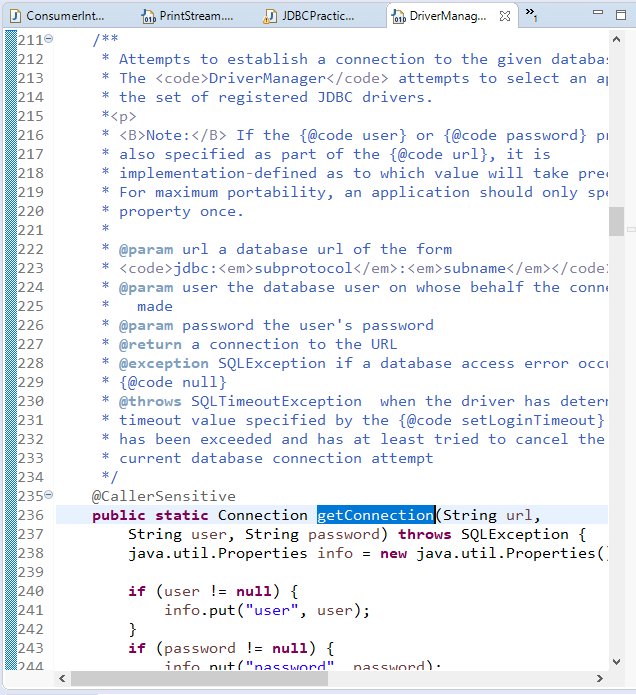 ConsumerInt... PrintStream.... JDBCPractic... DriverManag... »1
211 /**
212 * Attempts to establish a connection to the given databas
213 * The <code>DriverManager</code> attempts to select an ap
214 * the set of registered JDBC drivers.
215 *<p>
216 * <B>Note:</B> If the {@code user} or {@code password} pr
217 * also specified as part of the {@code url}, it is
218 * implementation-defined as to which value will take prec
219 * For maximum portability, an application should only spe
220 * property once.
221 *
222 * @param url a database url of the form
223 * <code>jdbc:<em>subprotocol</em>:<em>subname</em></code>
224 * @param user the database user on whose behalf the conne
225 *   made
226 * @param password the user's password
227 * @return a connection to the URL
228 * @exception SQLException if a database access error occu
229 * {@code null}
230 * @throws SQLTimeoutException  when the driver has determ
231 * timeout value specified by the {@code setLoginTimeout}
232 * has been exceeded and has at least tried to cancel the
233 * current database connection attempt
234 */
235 @CallerSensitive
236 public static Connection getConnection(String url,
237 String user, String password) throws SQLException {
238 java.util.Properties info = new java.util.Properties()
239
240 if (user != null) {
241 info.put("user", user);
242 }
243 if (password != null) {
244 info.put("password", password);